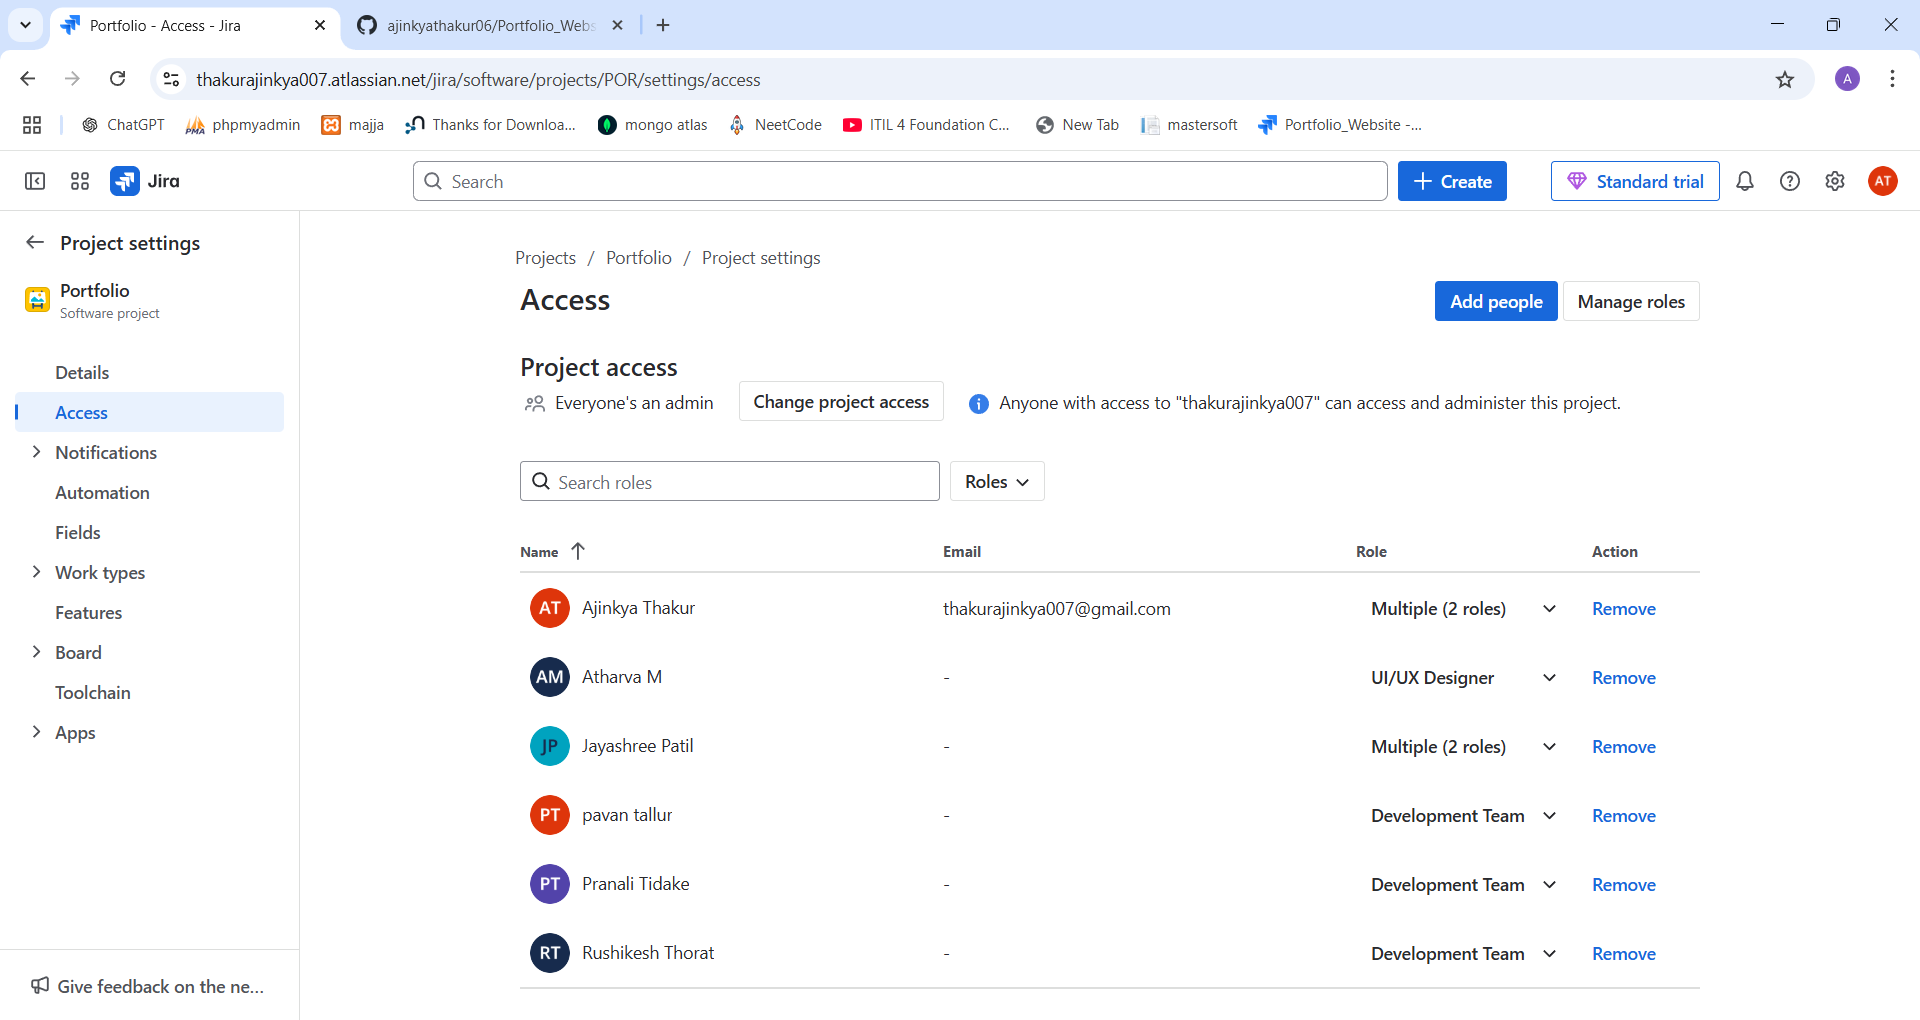 Portfolio - Access - Jira
ajinkyathakur06/Portfolio_Webs
thakurajinkya007.atlassian.net/jira/software/projects/POR/settings/access
A
ChatGPT
phpmyadmin
majja
Thanks for Downloa...
mongo atlas
NeetCode
ITIL 4 Foundation C...
New Tab
mastersoft
Portfolio_Website -...
Jira
Search
Create
Standard trial
AT
Project settings
Portfolio
Software project
Details
Access
Notifications
Automation
Fields
Work types
Features
Board
Toolchain
Apps
Give feedback on the ne...
Projects / Portfolio / Project settings
Access
Add people
Manage roles
Project access
Everyone's an admin
Change project access
Anyone with access to "thakurajinkya007" can access and administer this project.
Search roles
Roles
Name Email Role Action
AT Ajinkya Thakur thakurajinkya007@gmail.com Multiple (2 roles) Remove
AM Atharva M - UI/UX Designer Remove
JP Jayashree Patil - Multiple (2 roles) Remove
PT pavan tallur - Development Team Remove
PT Pranali Tidake - Development Team Remove
RT Rushikesh Thorat - Development Team Remove